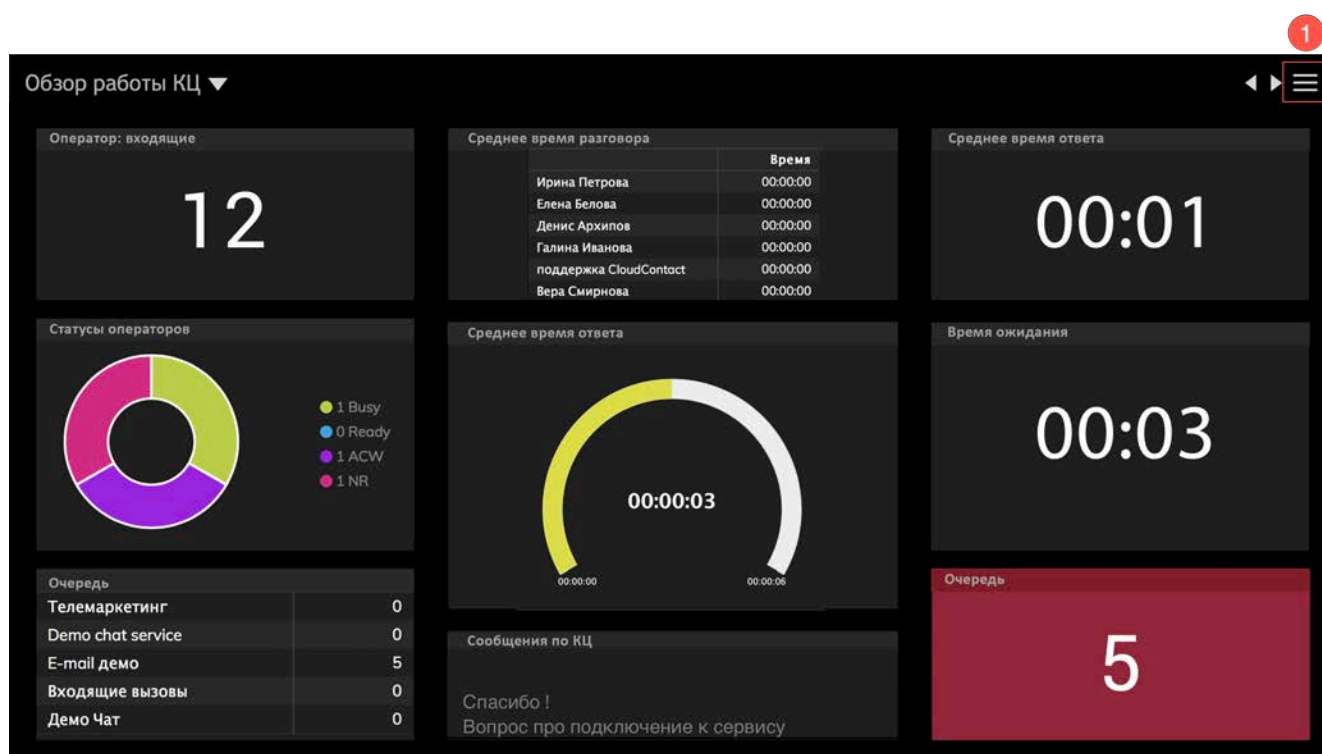 1
Обзор работы КЦ
Оператор: входящие
12
Среднее время разговора
Время
Ирина Петрова 00:00:00
Елена Белова 00:00:00
Денис Архипов 00:00:00
Галина Иванова 00:00:00
поддержка CloudContact 00:00:00
Вера Смирнова 00:00:00
Среднее время ответа
00:01
Статусы операторов
1 Busy
0 Ready
1 ACW
1 NR
Среднее время ответа
00:00:03
00:00:00 00:00:06
Время ожидания
00:03
Очередь
Телемаркетинг 0
Demo chat service 0
E-mail демо 5
Входящие вызовы 0
Демо Чат 0
Сообщения по КЦ
Спасибо !
Вопрос про подключение к сервису
Очередь
5